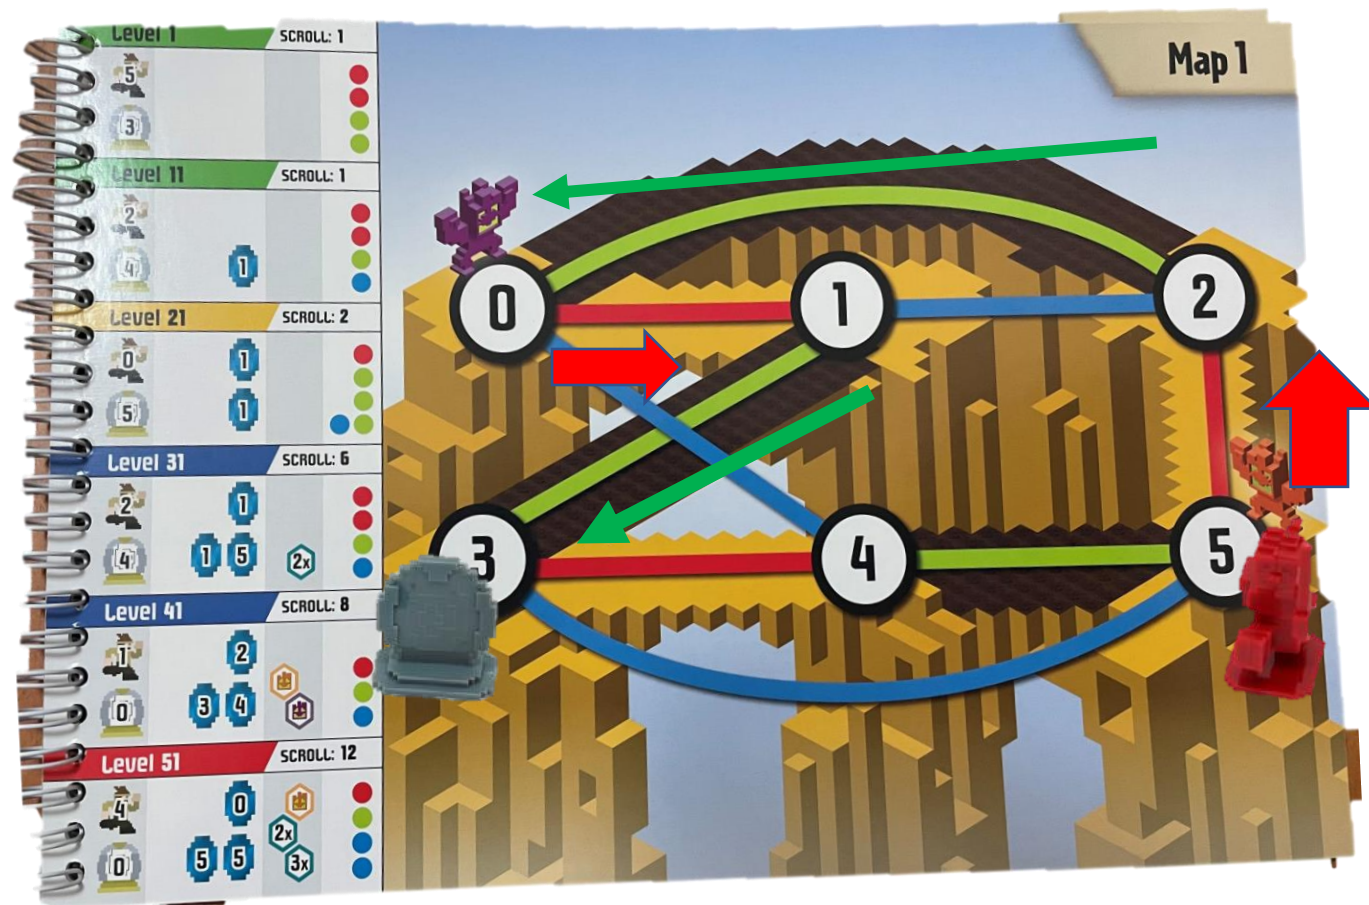 Level 1 SCROLL: 1
5
3
Level 11 SCROLL: 1
2
4 1
Level 21 SCROLL: 2
0 1
5 1
Level 31 SCROLL: 6
2 1
4 1 5 2x
Level 41 SCROLL: 8
1 2
0 3 4
Level 51 SCROLL: 12
4 0
2x
0 5 5 3x
Map 1
0 1 2
3 4 5